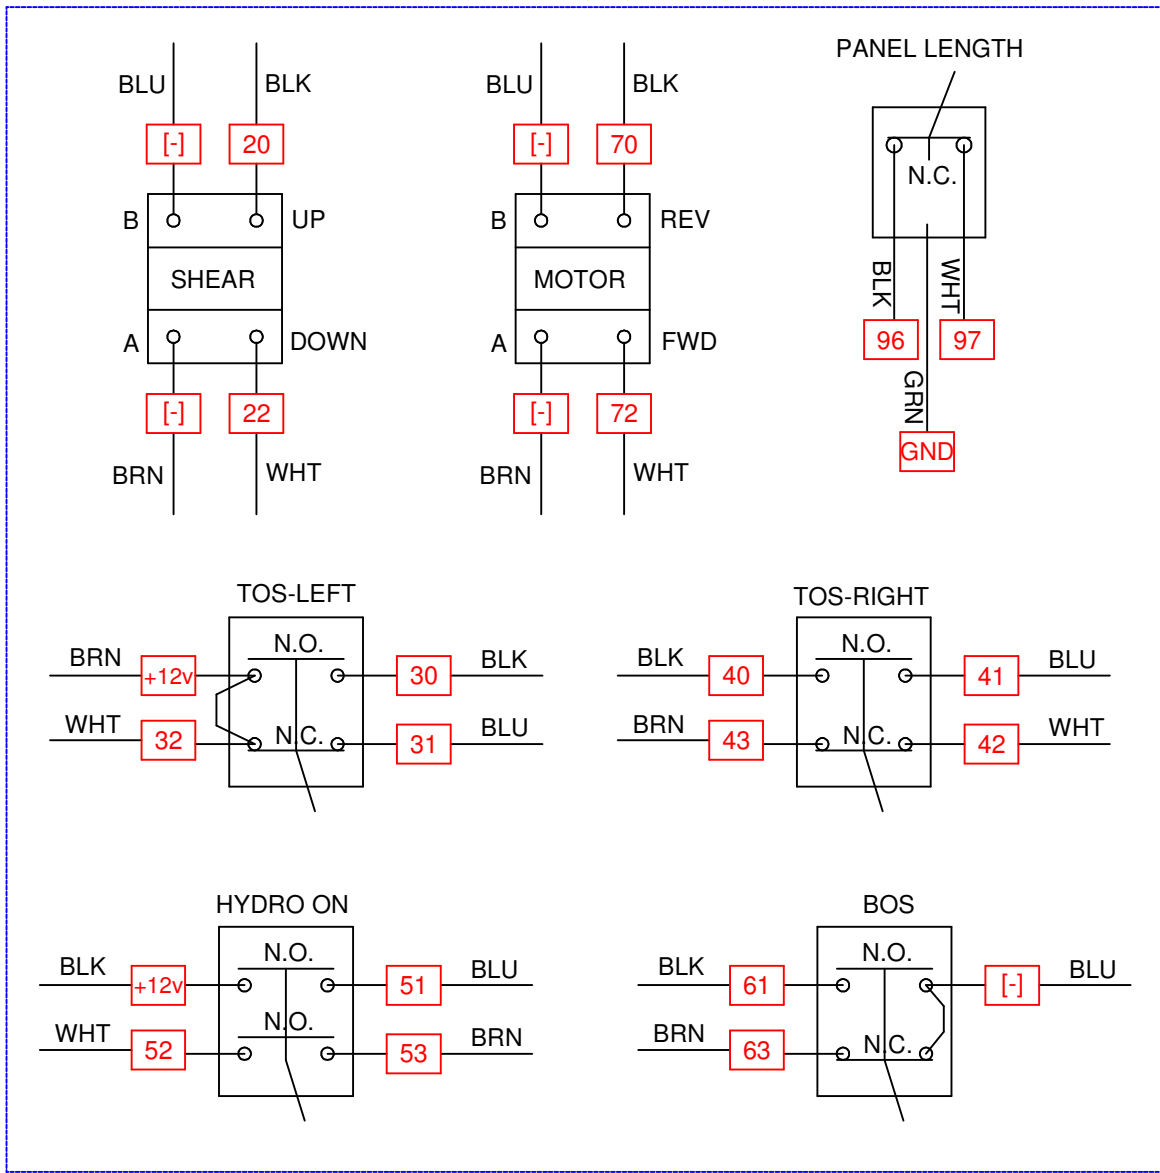 PANEL LENGTH
BLU BLK
BLU BLK
[-] 20
[-] 70
N.C.
B UP
B REV
SHEAR
MOTOR
BLK WHT
A DOWN
A FWD
96 97
[-] 22
[-] 72
GRN
GND
BRN WHT
BRN WHT
TOS-LEFT
TOS-RIGHT
N.O.
BRN +12v 30 BLK
WHT 32 N.C. 31 BLU
N.O.
BLK 40 41 BLU
BRN 43 N.C. 42 WHT
HYDRO ON
BOS
N.O.
BLK +12v 51 BLU
N.O.
WHT 52 53 BRN
N.O.
BLK 61 [-] BLU
BRN 63 N.C.